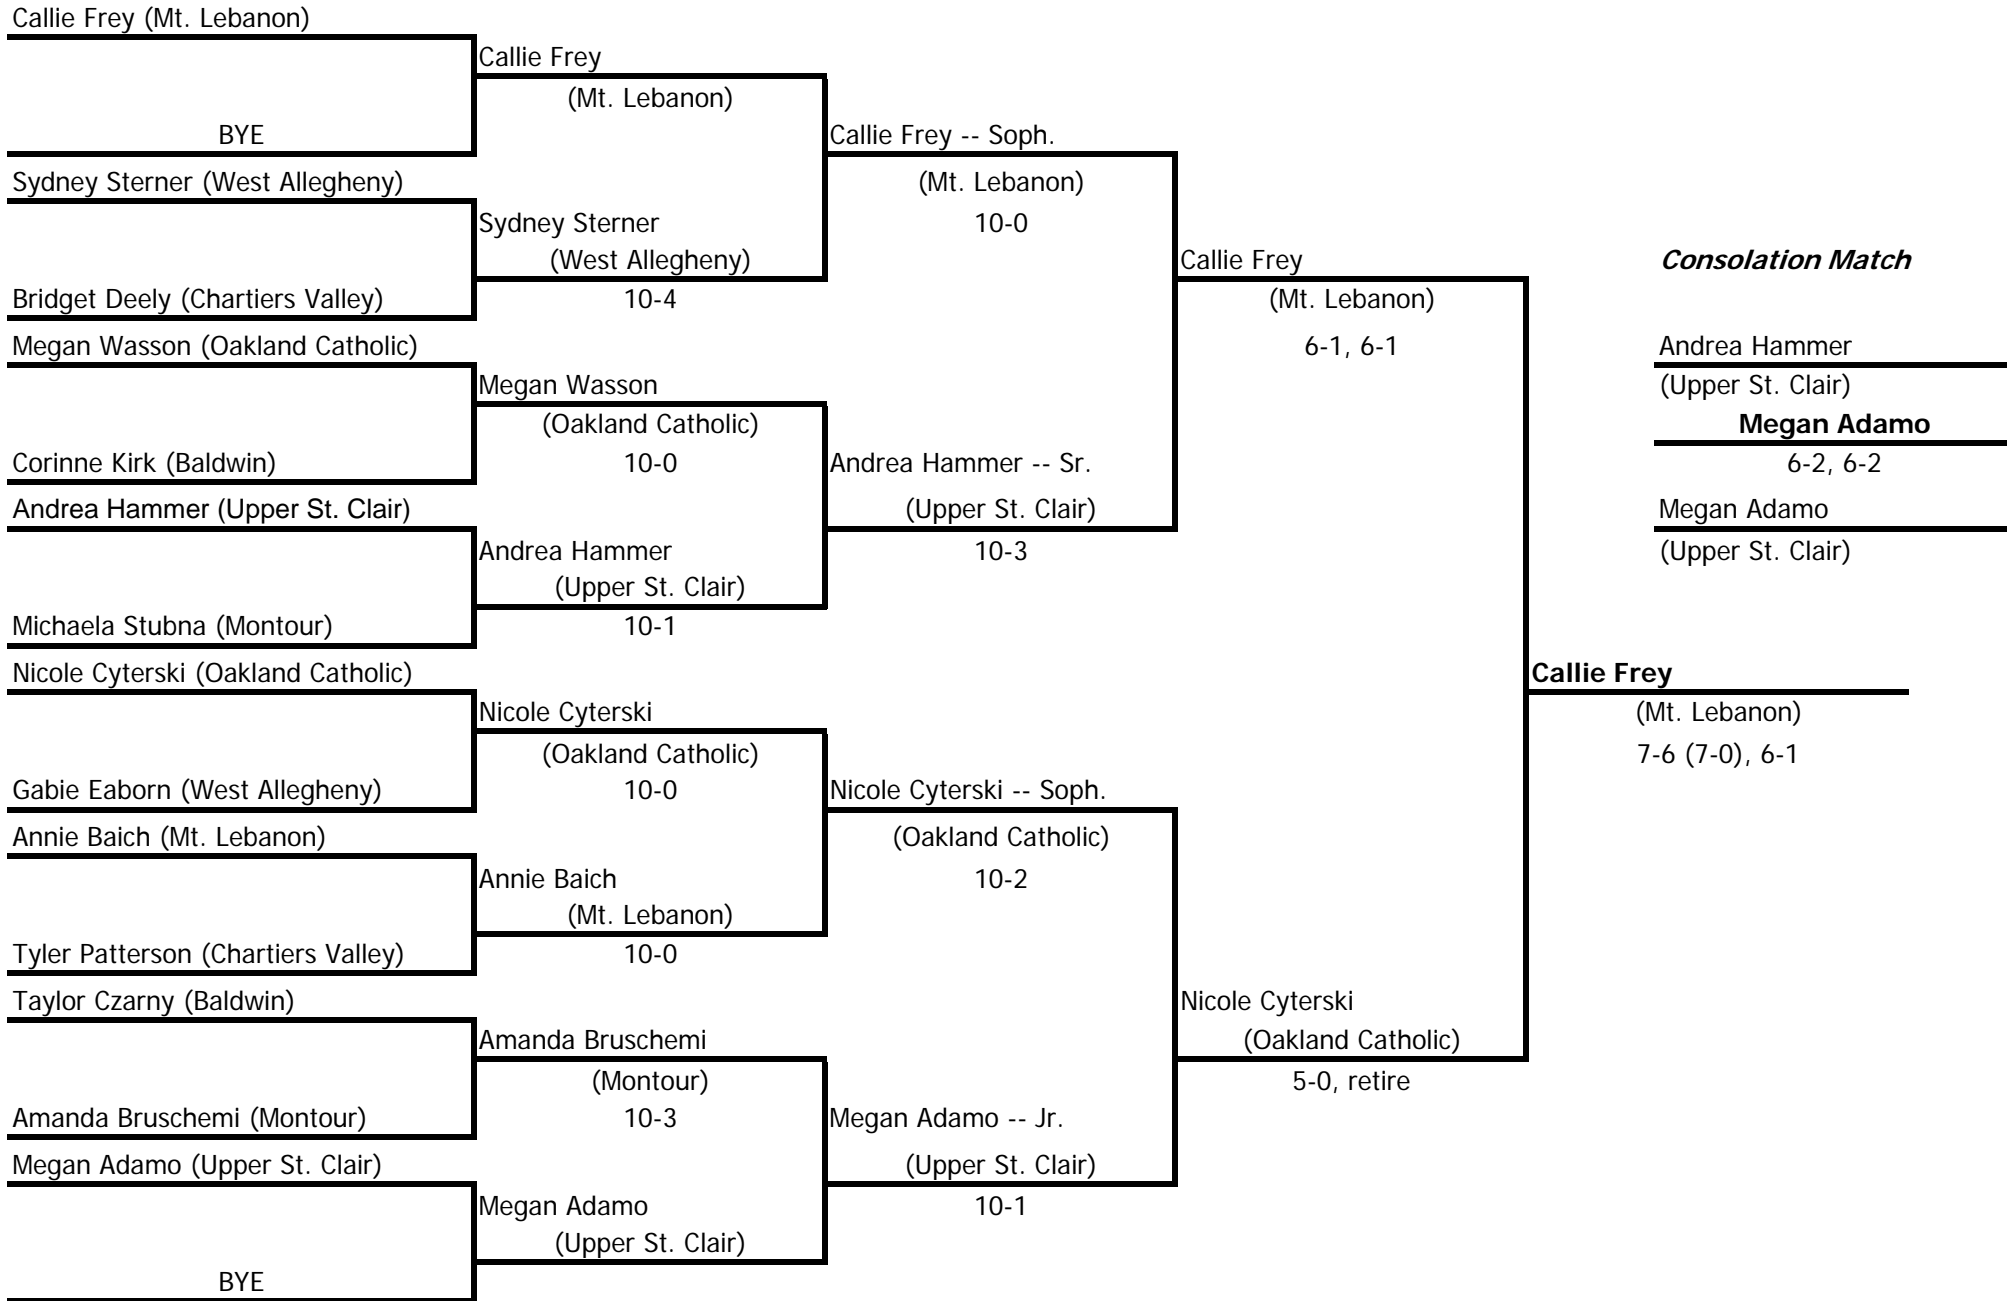 Callie Frey (Mt. Lebanon)
BYE
Sydney Sterner (West Allegheny)
Bridget Deely (Chartiers Valley)
Megan Wasson (Oakland Catholic)
Corinne Kirk (Baldwin)
Andrea Hammer (Upper St. Clair)
Michaela Stubna (Montour)
Nicole Cyterski (Oakland Catholic)
Gabie Eaborn (West Allegheny)
Annie Baich (Mt. Lebanon)
Tyler Patterson (Chartiers Valley)
Taylor Czarny (Baldwin)
Amanda Bruschemi (Montour)
Megan Adamo (Upper St. Clair)
BYE
Callie Frey
(Mt. Lebanon)
Sydney Sterner
(West Allegheny)
10-4
Megan Wasson
(Oakland Catholic)
10-0
Andrea Hammer
(Upper St. Clair)
10-1
Nicole Cyterski
(Oakland Catholic)
10-0
Annie Baich
(Mt. Lebanon)
10-0
Amanda Bruschemi
(Montour)
10-3
Megan Adamo
(Upper St. Clair)
Callie Frey -- Soph.
(Mt. Lebanon)
10-0
Andrea Hammer -- Sr.
(Upper St. Clair)
10-3
Nicole Cyterski -- Soph.
(Oakland Catholic)
10-2
Megan Adamo -- Jr.
(Upper St. Clair)
10-1
Callie Frey
(Mt. Lebanon)
6-1, 6-1
Nicole Cyterski
(Oakland Catholic)
5-0, retire
Callie Frey
(Mt. Lebanon)
7-6 (7-0), 6-1
Consolation Match
Andrea Hammer
(Upper St. Clair)
Megan Adamo
6-2, 6-2
Megan Adamo
(Upper St. Clair)